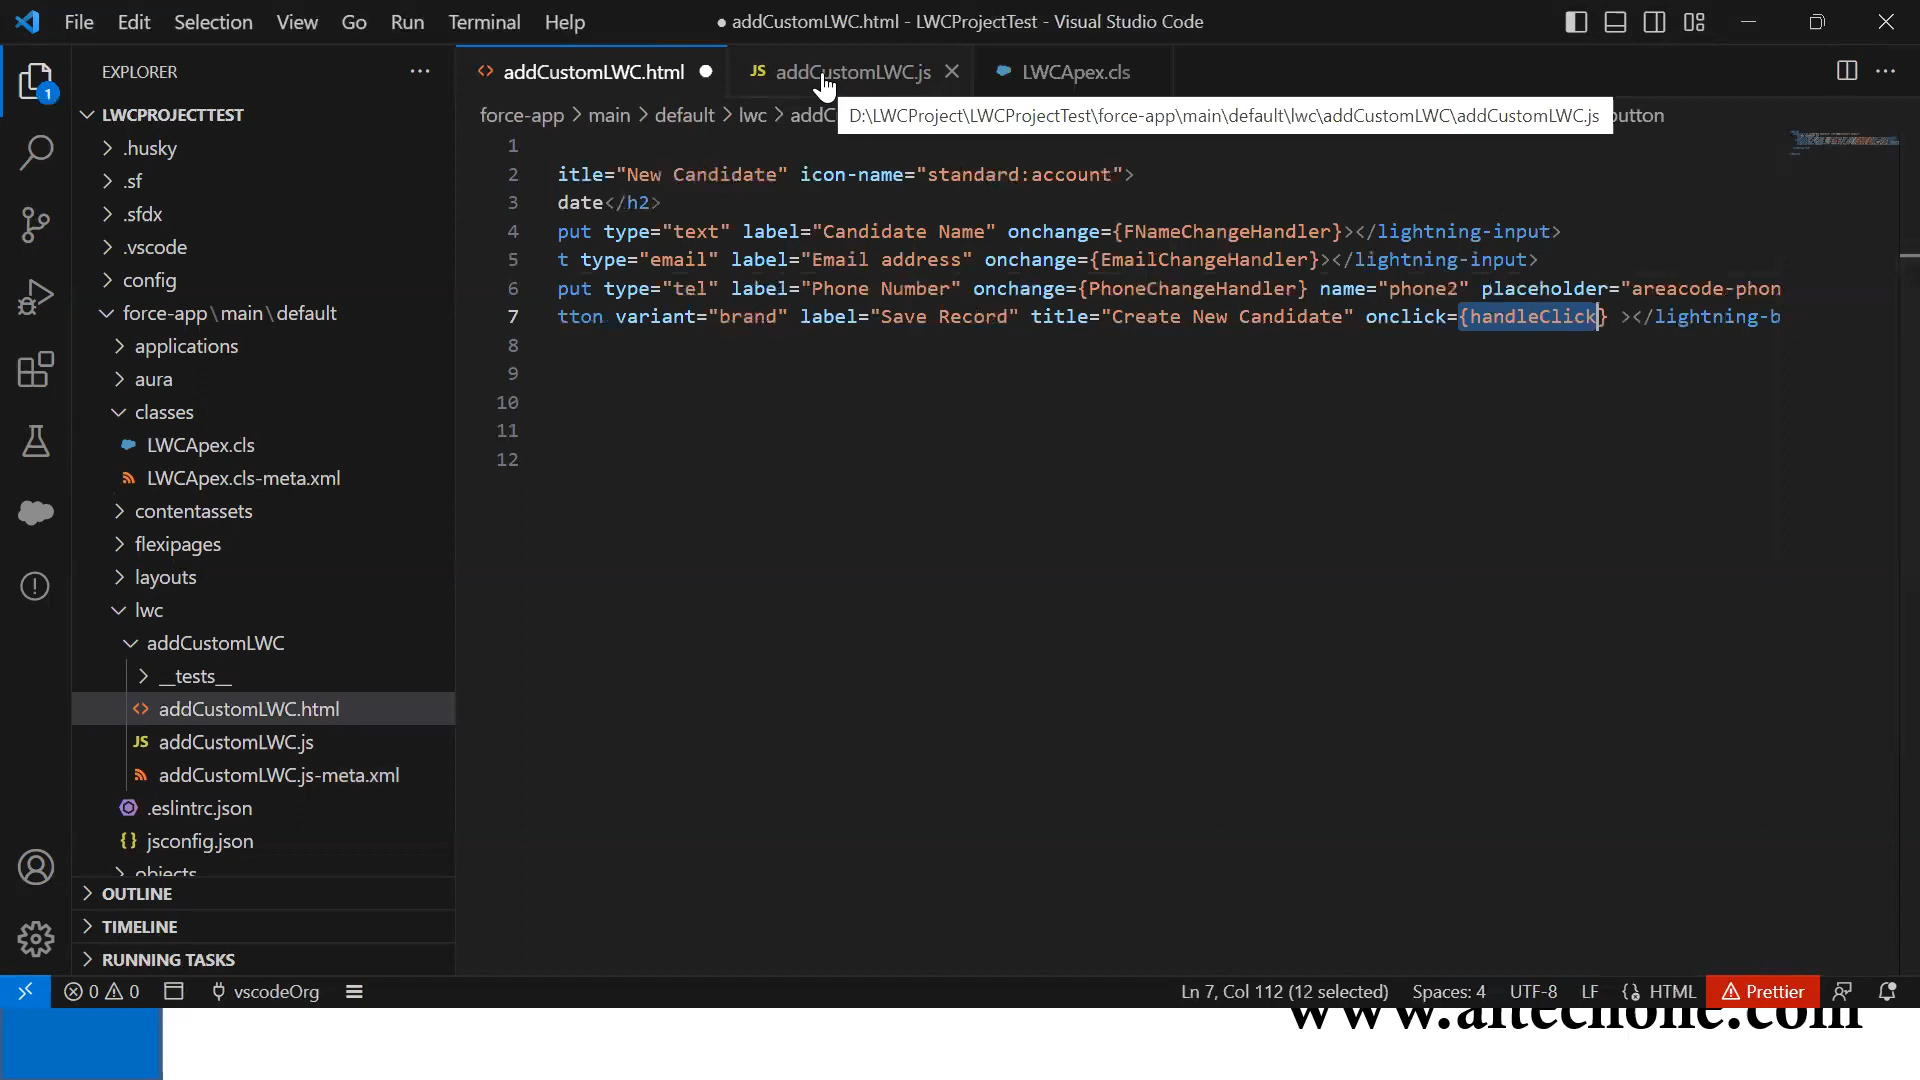 File Edit Selection View Go Run Terminal Help
● addCustomLWC.html - LWCProjectTest - Visual Studio Code
EXPLORER
LWCPROJECTTEST
.husky
.sf
.sfdx
.vscode
config
force-app\main\default
applications
aura
classes
LWCApex.cls
LWCApex.cls-meta.xml
contentassets
flexipages
layouts
lwc
addCustomLWC
__tests__
addCustomLWC.html
addCustomLWC.js
addCustomLWC.js-meta.xml
.eslintrc.json
jsconfig.json
objects
OUTLINE
TIMELINE
RUNNING TASKS
1
addCustomLWC.html
JS addCustomLWC.js
LWCApex.cls
force-app > main > default > lwc > addC
D:\LWCProject\LWCProjectTest\force-app\main\default\lwc\addCustomLWC\addCustomLWC.js
button
1
2 itle="New Candidate" icon-name="standard:account">
3 date</h2>
4 put type="text" label="Candidate Name" onchange={FNameChangeHandler}></lightning-input>
5 t type="email" label="Email address" onchange={EmailChangeHandler}></lightning-input>
6 put type="tel" label="Phone Number" onchange={PhoneChangeHandler} name="phone2" placeholder="areacode-phon
7 tton variant="brand" label="Save Record" title="Create New Candidate" onclick={handleClick} ></lightning-b
8
9
10
11
12
0 0 vscodeOrg
Ln 7, Col 112 (12 selected) Spaces: 4 UTF-8 LF HTML Prettier
www.aitechone.com